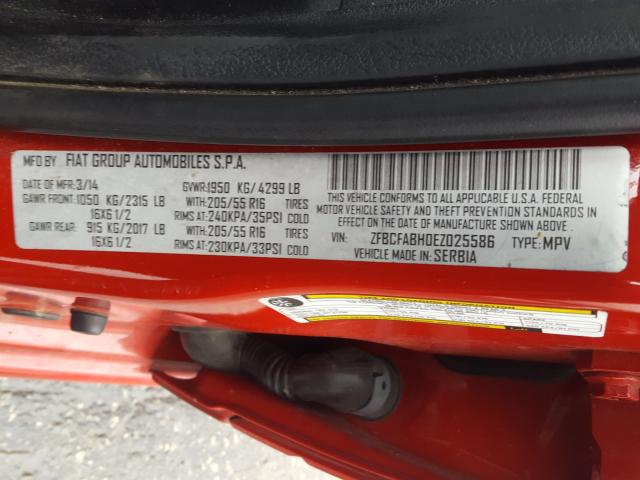 MFD BY FIAT GROUP AUTOMOBILES S.P.A.
DATE OF MFR: 3/14 GVWR: 1950 KG/ 4299 LB
GAWR FRONT: 1050 KG/ 2315 LB WITH: 205/55 R16 TIRES
16X6 1/2 RIMS AT: 240KPA/35PSI COLD
GAWR REAR: 915 KG/ 2017 LB WITH: 205/55 R16 TIRES
16X6 1/2 RIMS AT: 230KPA/33PSI COLD
THIS VEHICLE CONFORMS TO ALL APPLICABLE U.S.A. FEDERAL
MOTOR VEHICLE SAFETY, BUMPER, AND THEFT PREVENTION
STANDARDS IN EFFECT ON THE DATE OF MANUFACTURE SHOWN ABOVE
VIN: ZFBCFABH0EZ025586 TYPE: MPV
VEHICLE MADE IN SERBIA